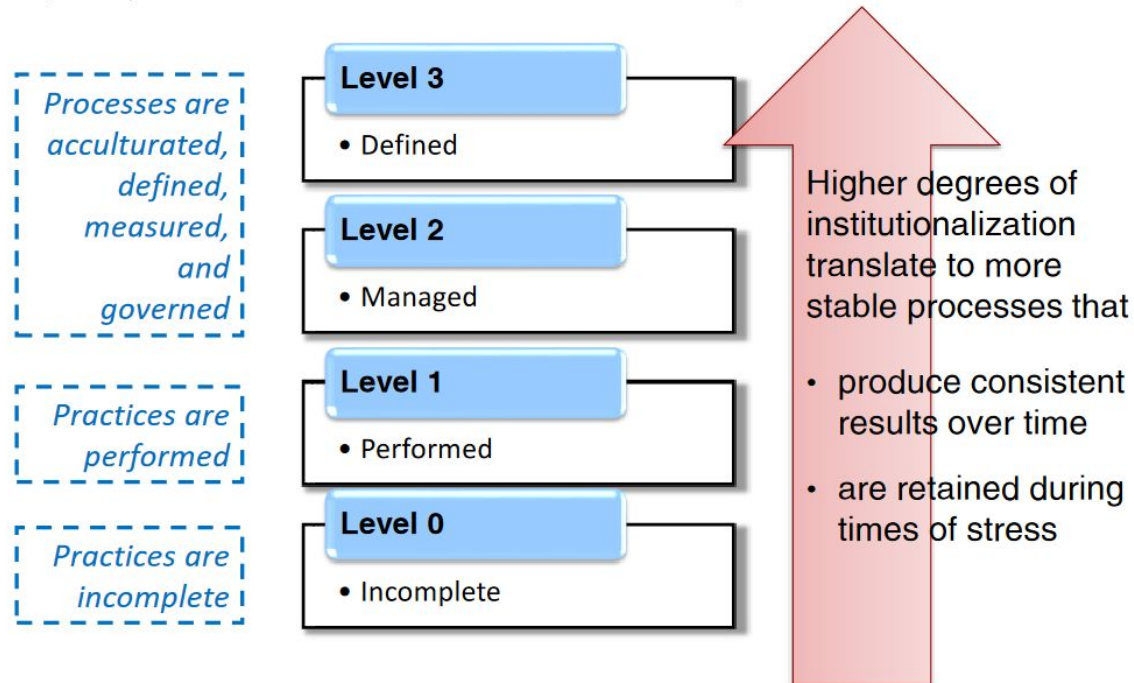 Processes are
acculturated,
defined,
measured,
and
governed
Practices are
performed
Practices are
incomplete
Level 3
• Defined
Level 2
• Managed
Level 1
• Performed
Level 0
• Incomplete
Higher degrees of
institutionalization
translate to more
stable processes that
• produce consistent
results over time
• are retained during
times of stress